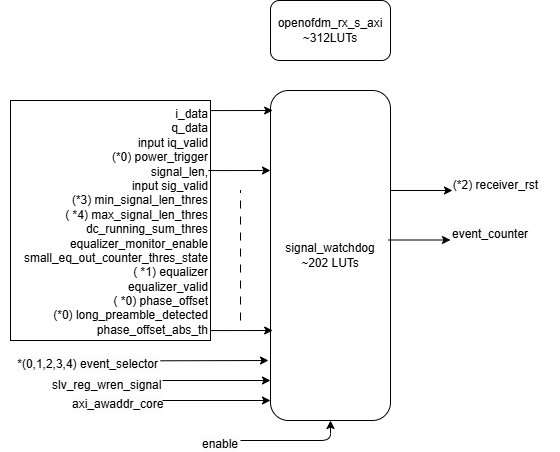 openofdm_rx_s_axi
~312LUTs
i_data
q_data
input iq_valid
(*0) power_trigger
signal_len,
input sig_valid
(*3) min_signal_len_thres
( *4) max_signal_len_thres
dc_running_sum_thres
equalizer_monitor_enable
small_eq_out_counter_thres_state
( *1) equalizer
equalizer_valid
( *0) phase_offset
(*0) long_preamble_detected
phase_offset_abs_th
*(0,1,2,3,4) event_selector
slv_reg_wren_signal
axi_awaddr_core
enable
signal_watchdog
~202 LUTs
(*2) receiver_rst
event_counter